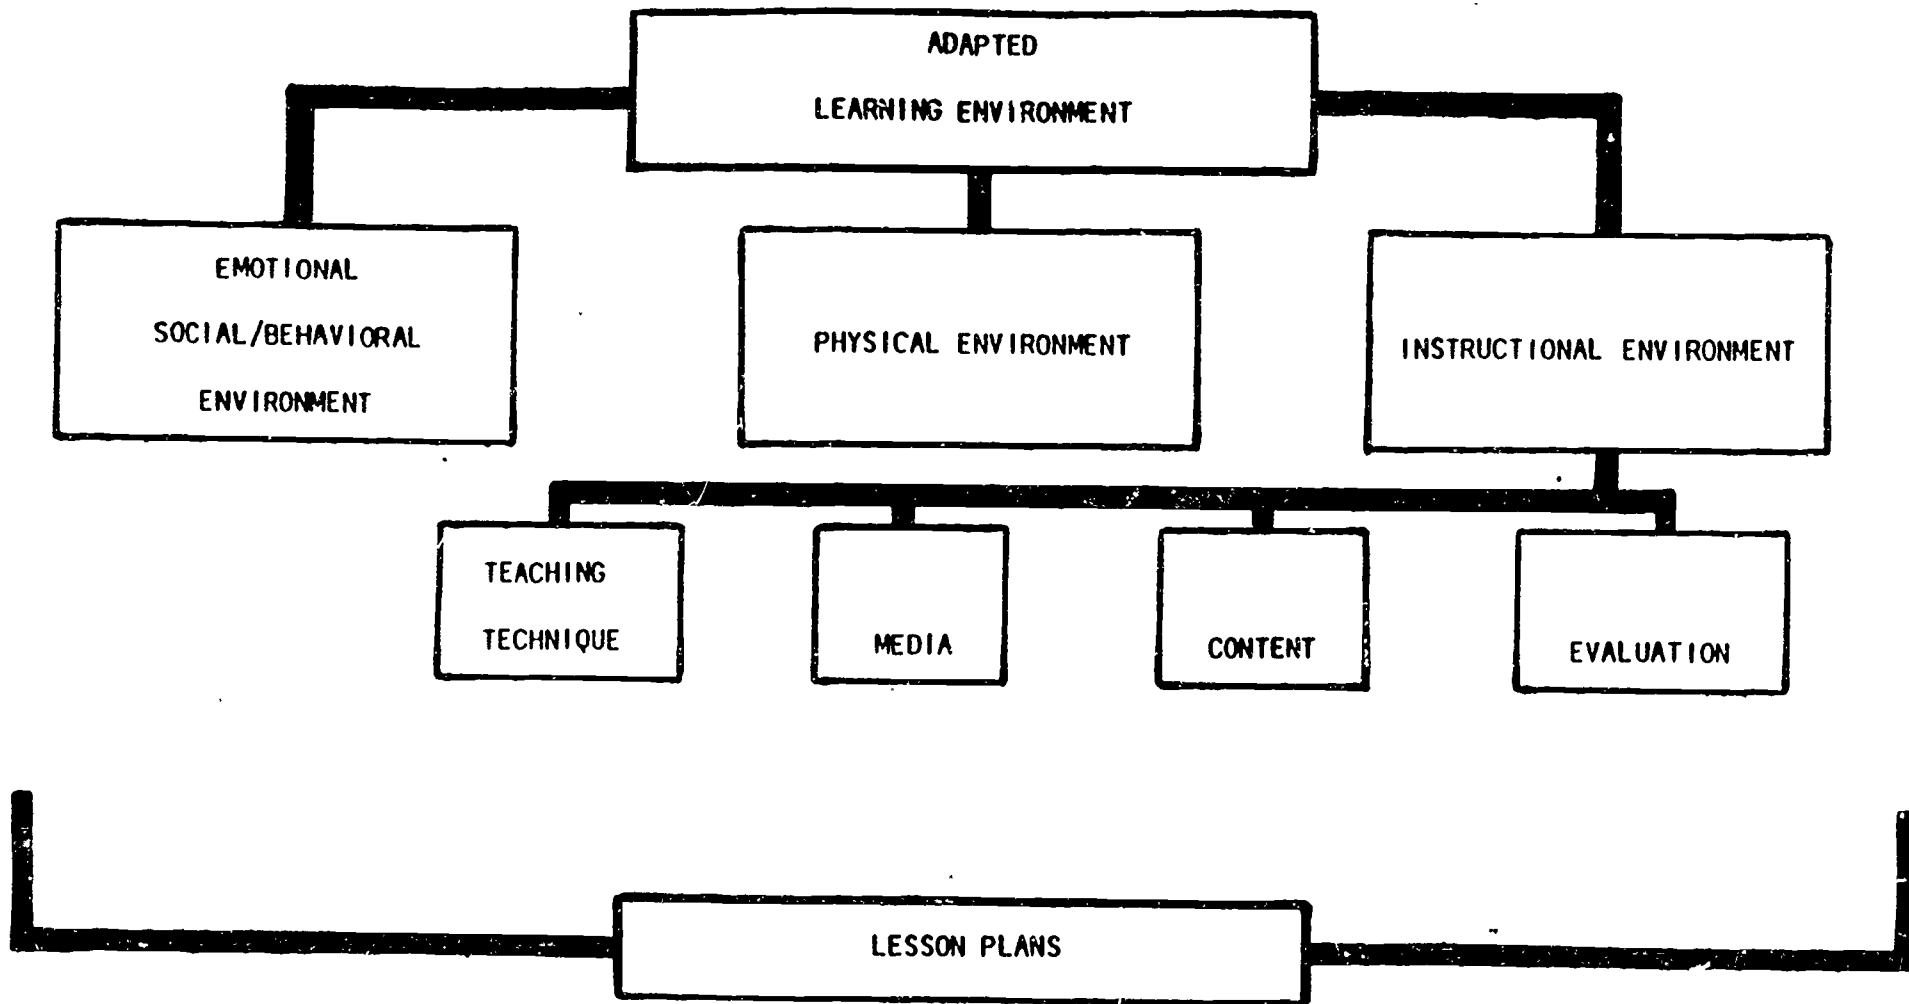 ADAPTED
LEARNING ENVIRONMENT
EMOTIONAL
SOCIAL/BEHAVIORAL
ENVIRONMENT
PHYSICAL ENVIRONMENT
INSTRUCTIONAL ENVIRONMENT
TEACHING
TECHNIQUE
MEDIA
CONTENT
EVALUATION
LESSON PLANS